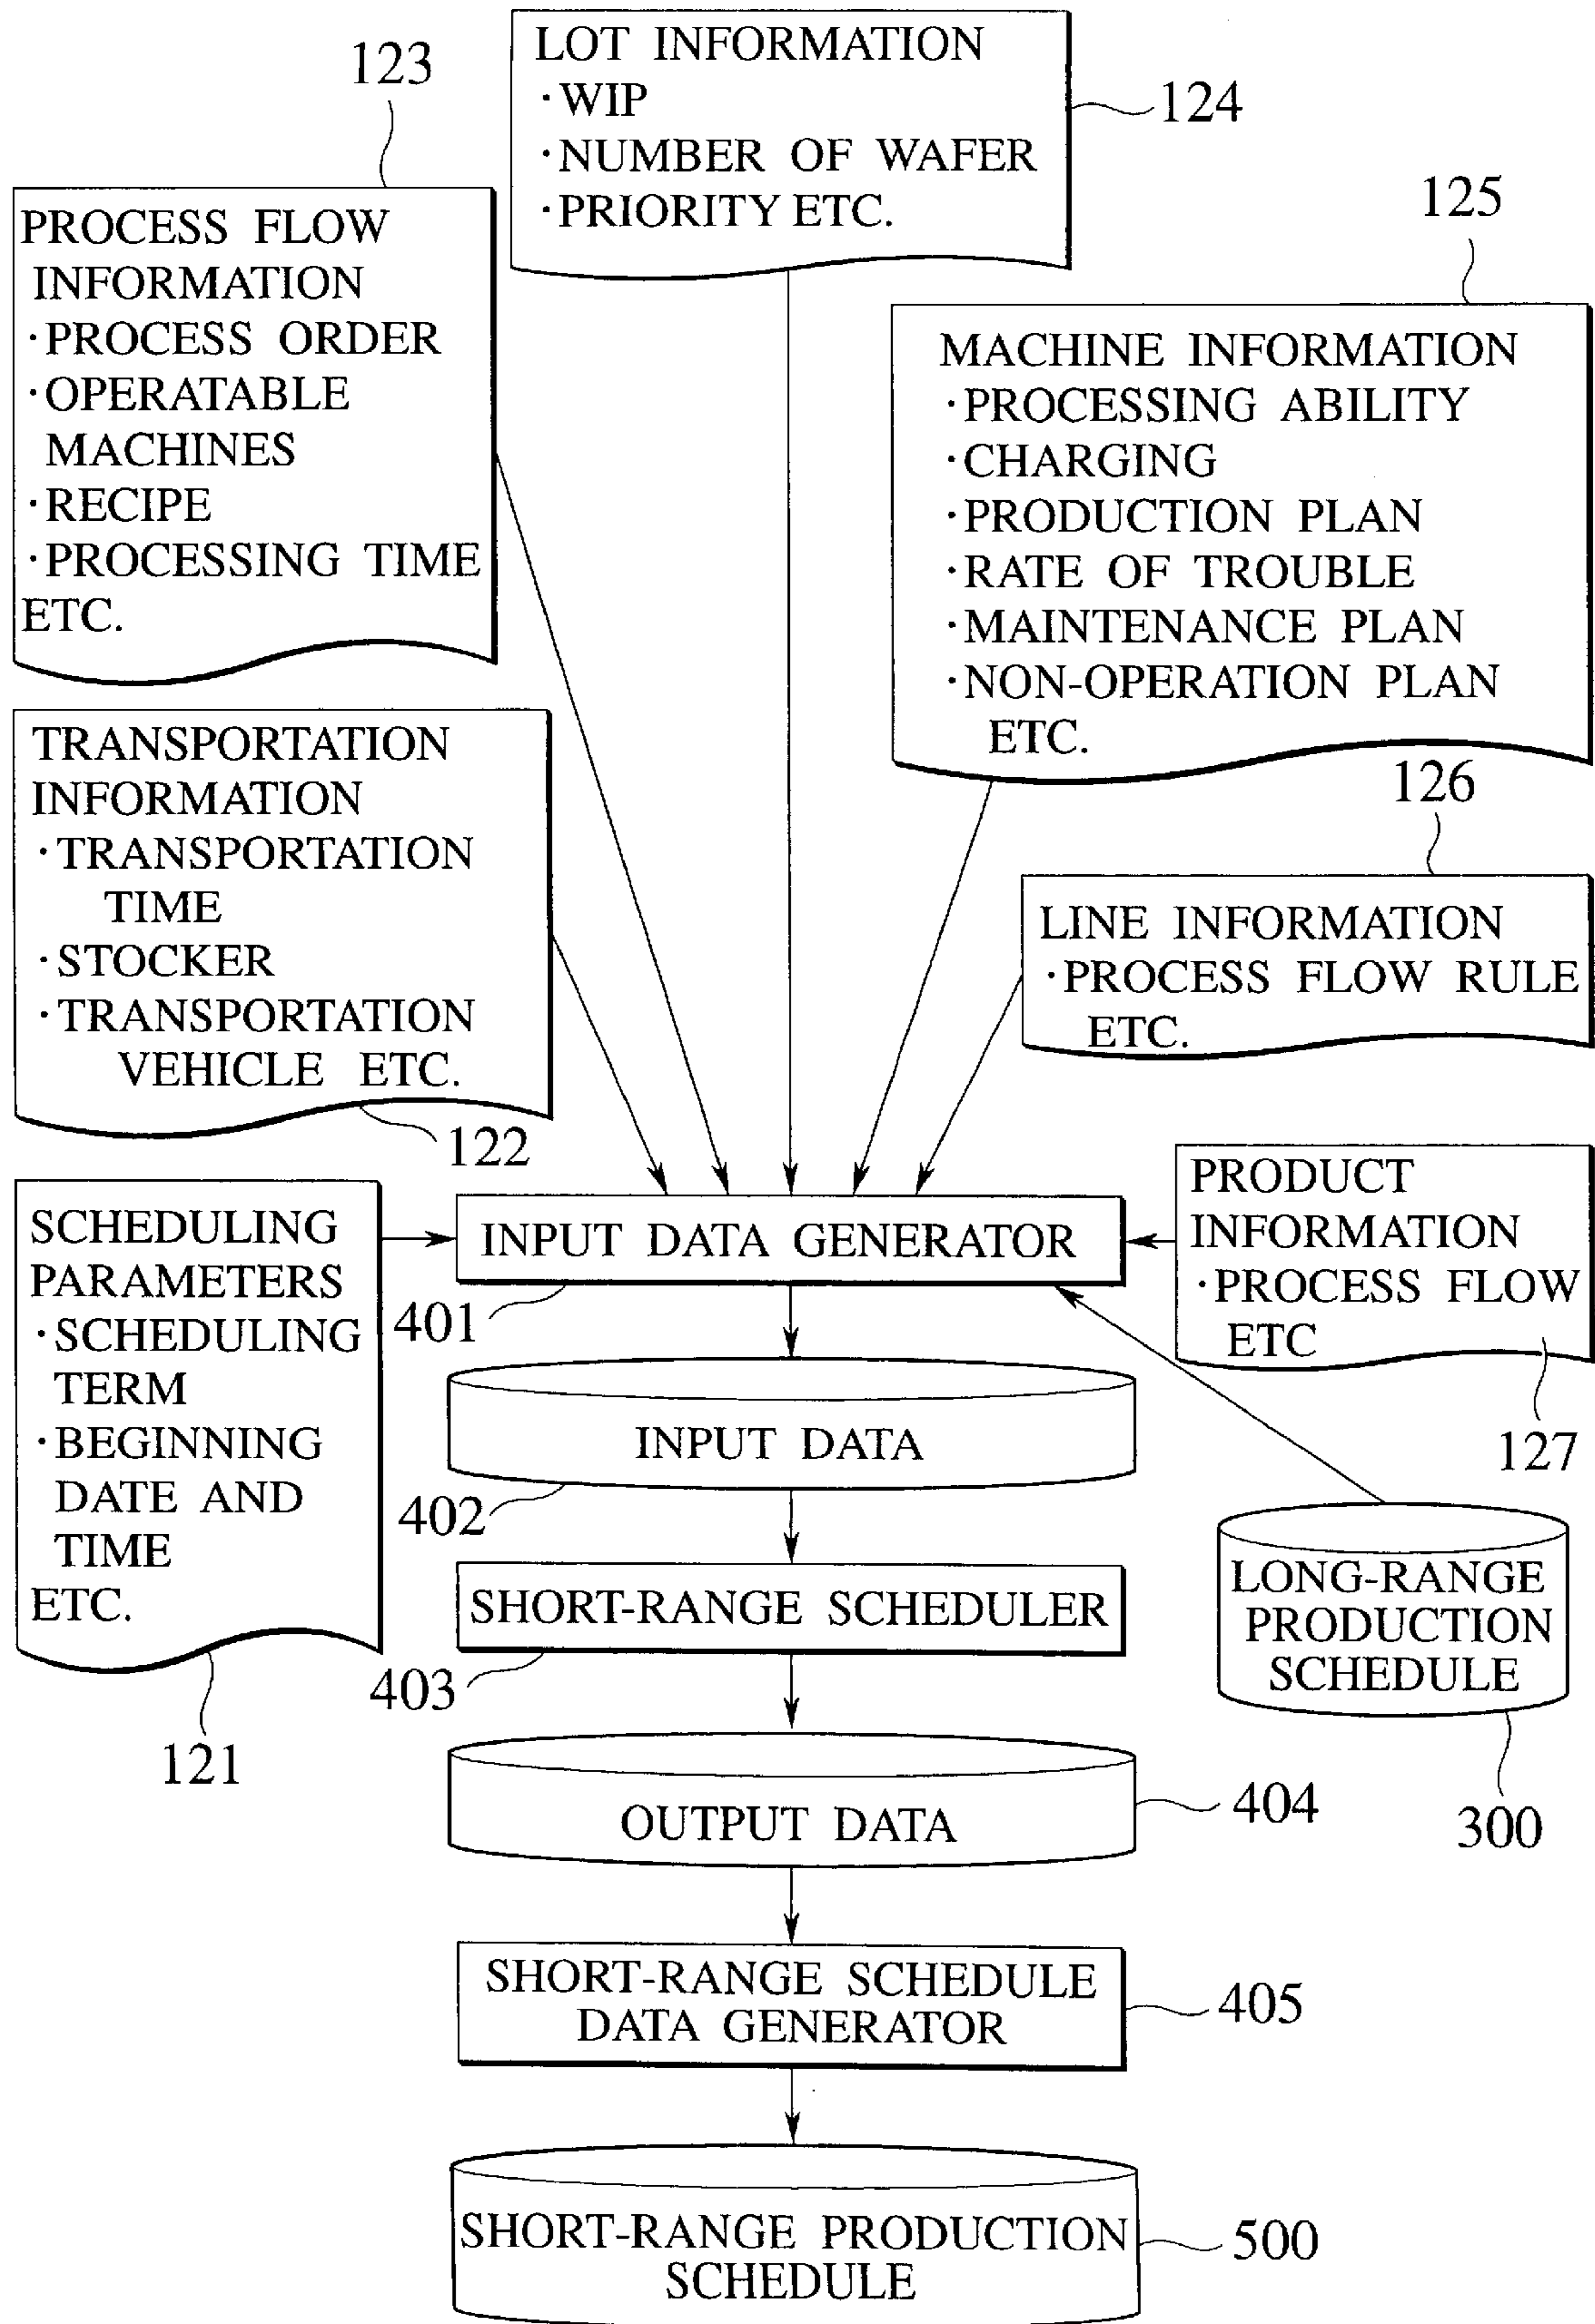 123
LOT INFORMATION
·WIP
·NUMBER OF WAFER
·PRIORITY ETC.
124
PROCESS FLOW
INFORMATION
·PROCESS ORDER
·OPERATABLE
MACHINES
·RECIPE
·PROCESSING TIME
ETC.
125
MACHINE INFORMATION
·PROCESSING ABILITY
·CHARGING
·PRODUCTION PLAN
·RATE OF TROUBLE
·MAINTENANCE PLAN
·NON-OPERATION PLAN
ETC.
TRANSPORTATION
INFORMATION
·TRANSPORTATION
TIME
·STOCKER
·TRANSPORTATION
VEHICLE ETC.
122
126
LINE INFORMATION
·PROCESS FLOW RULE
ETC.
SCHEDULING
PARAMETERS
·SCHEDULING
TERM
·BEGINNING
DATE AND
TIME
ETC.
121
INPUT DATA GENERATOR
401
PRODUCT
INFORMATION
·PROCESS FLOW
ETC
127
INPUT DATA
402
LONG-RANGE
PRODUCTION
SCHEDULE
300
SHORT-RANGE SCHEDULER
403
OUTPUT DATA
404
SHORT-RANGE SCHEDULE
DATA GENERATOR
405
SHORT-RANGE PRODUCTION
SCHEDULE
500